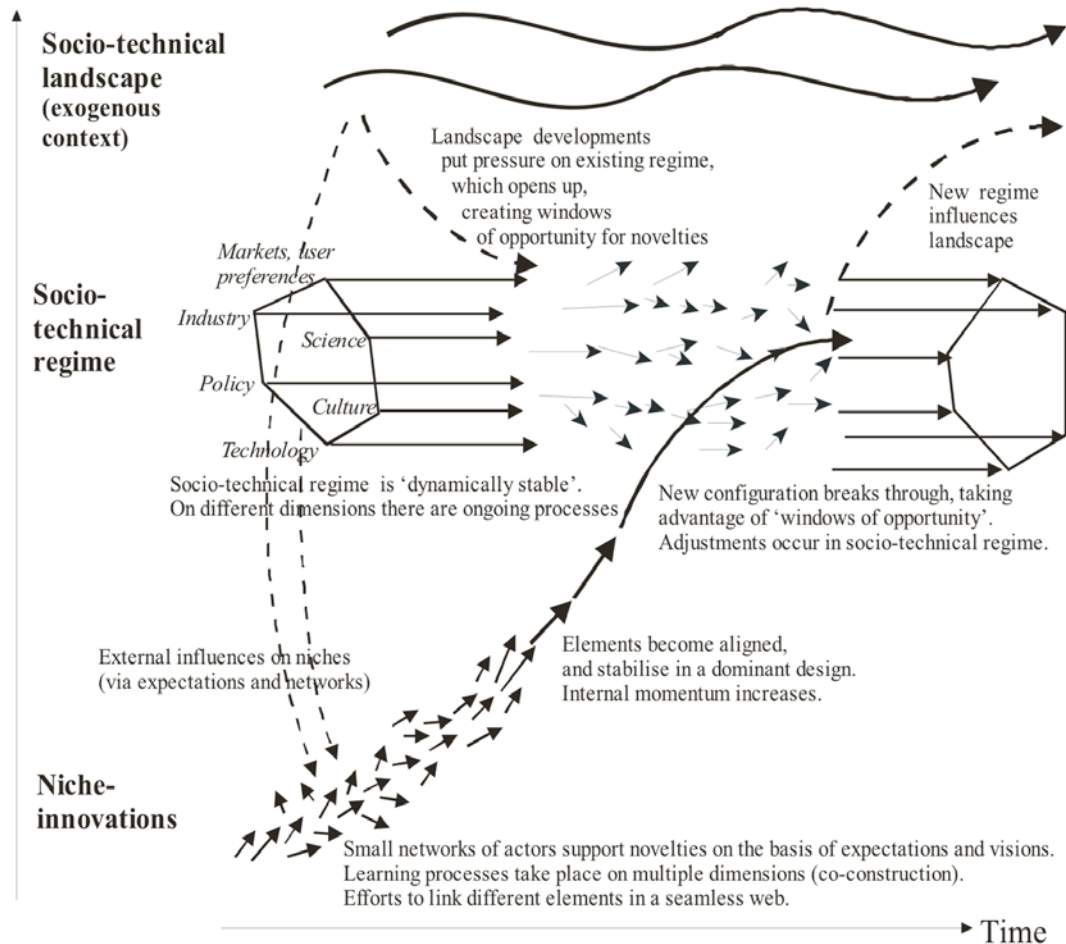 Socio-technical
landscape
(exogenous
context)
Landscape developments
put pressure on existing regime,
which opens up,
creating windows
of opportunity for novelties
New regime
influences
landscape
Markets, user
preferences
Socio-
technical
regime
Industry
Science
Policy
Culture
Technology
Socio-technical regime is ‘dynamically stable’.
On different dimensions there are ongoing processes
New configuration breaks through, taking
advantage of ‘windows of opportunity’.
Adjustments occur in socio-technical regime.
External influences on niches
(via expectations and networks)
Elements become aligned,
and stabilise in a dominant design.
Internal momentum increases.
Niche-
innovations
Small networks of actors support novelties on the basis of expectations and visions.
Learning processes take place on multiple dimensions (co-construction).
Efforts to link different elements in a seamless web.
Time